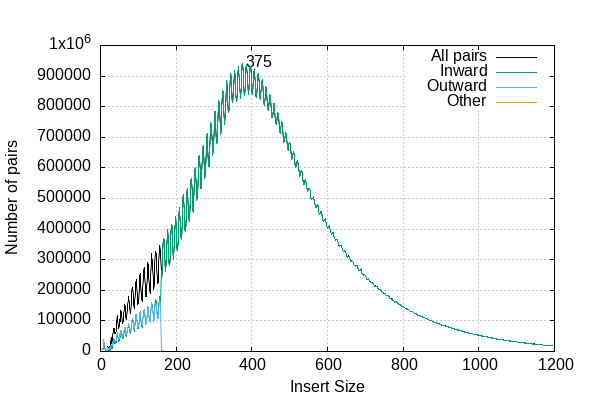 1x10^6
900000
800000
700000
600000
500000
400000
300000
200000
100000
0
0 200 400 600 800 1000 1200
Number of pairs
Insert Size
375
All pairs
Inward
Outward
Other